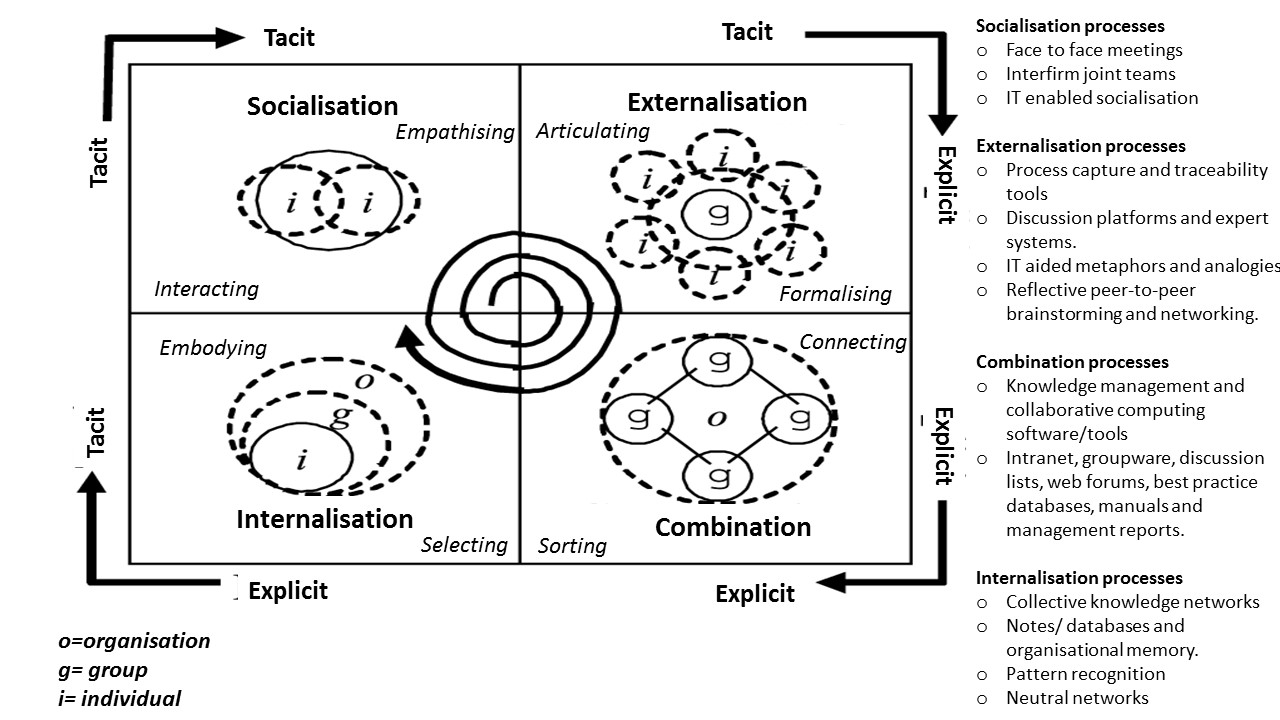 Tacit
Tacit
Tacit
Explicit
Socialisation
Empathising
i
i
Interacting
Externalisation
Articulating
i
i
i
g
i
i
i
Formalising
Embodying
o
g
i
Internalisation
Selecting
Connecting
g
g
o
g
g
Combination
Sorting
Tacit
Explicit
Explicit
Explicit
o=organisation
g= group
i= individual
Socialisation processes
o Face to face meetings
o Interfirm joint teams
o IT enabled socialisation
Externalisation processes
o Process capture and traceability
tools
o Discussion platforms and expert
systems.
o IT aided metaphors and analogies
o Reflective peer-to-peer
brainstorming and networking.
Combination processes
o Knowledge management and
collaborative computing
software/tools
o Intranet, groupware, discussion
lists, web forums, best practice
databases, manuals and
management reports.
Internalisation processes
o Collective knowledge networks
o Notes/ databases and
organisational memory.
o Pattern recognition
o Neutral networks